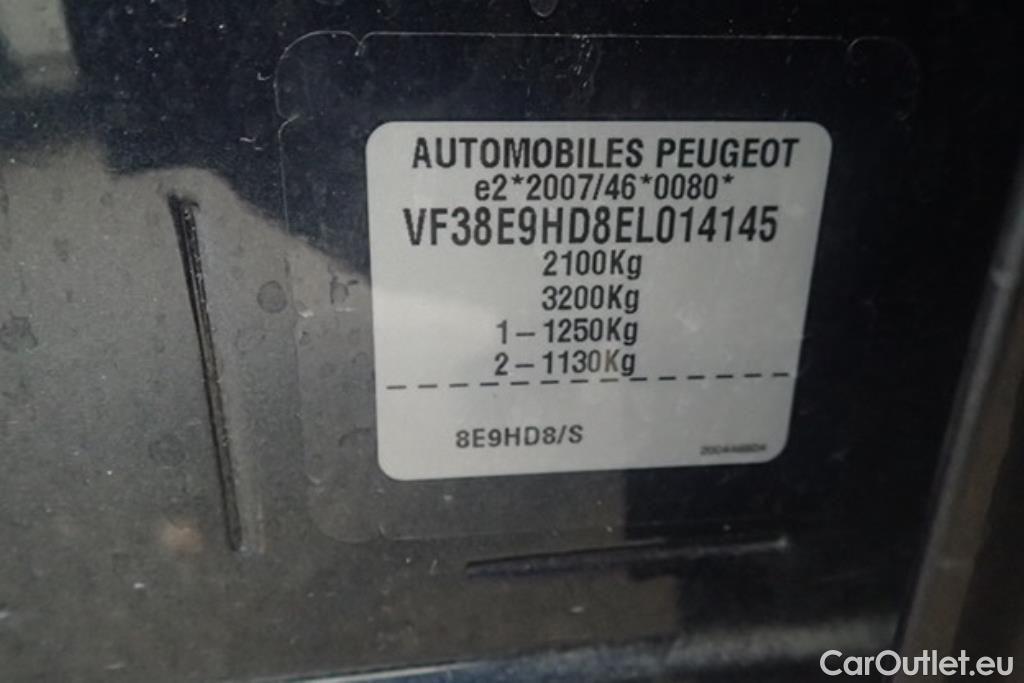 AUTOMOBILES PEUGEOT
e2*2007/46*0080*
VF38E9HD8EL014145
2100Kg
3200Kg
1–1250Kg
2–1130Kg
8E9HD8/S
CarOutlet.eu